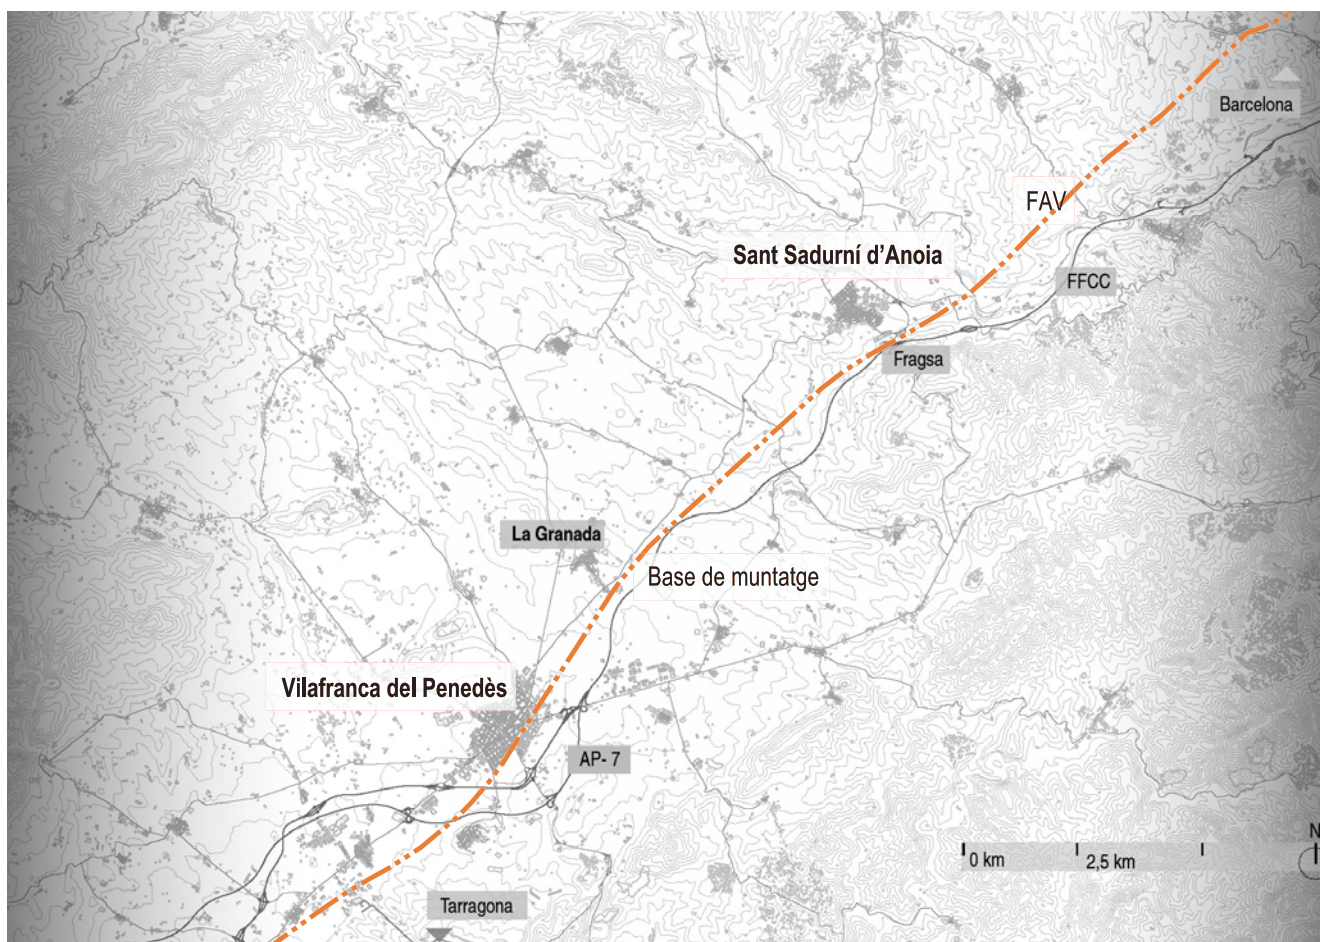 Barcelona
FAV
Sant Sadurní d’Anoia
FFCC
Fragsa
La Granada
Base de muntatge
Vilafranca del Penedès
AP- 7
N
0 km
2,5 km
Tarragona